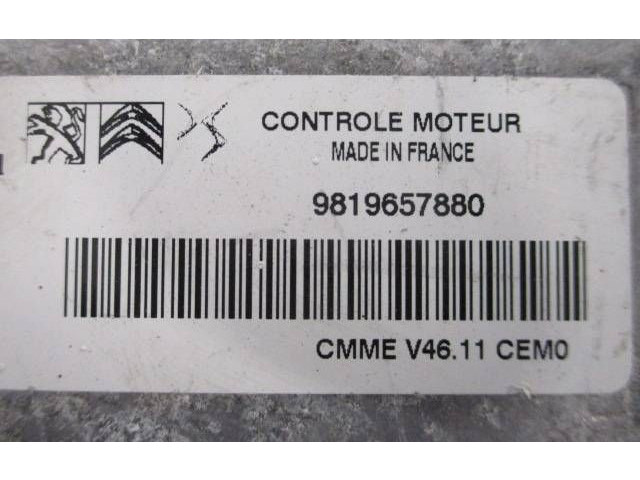 CONTROLE MOTEUR
MADE IN FRANCE
9819657880
CMME V46.11 CEM0